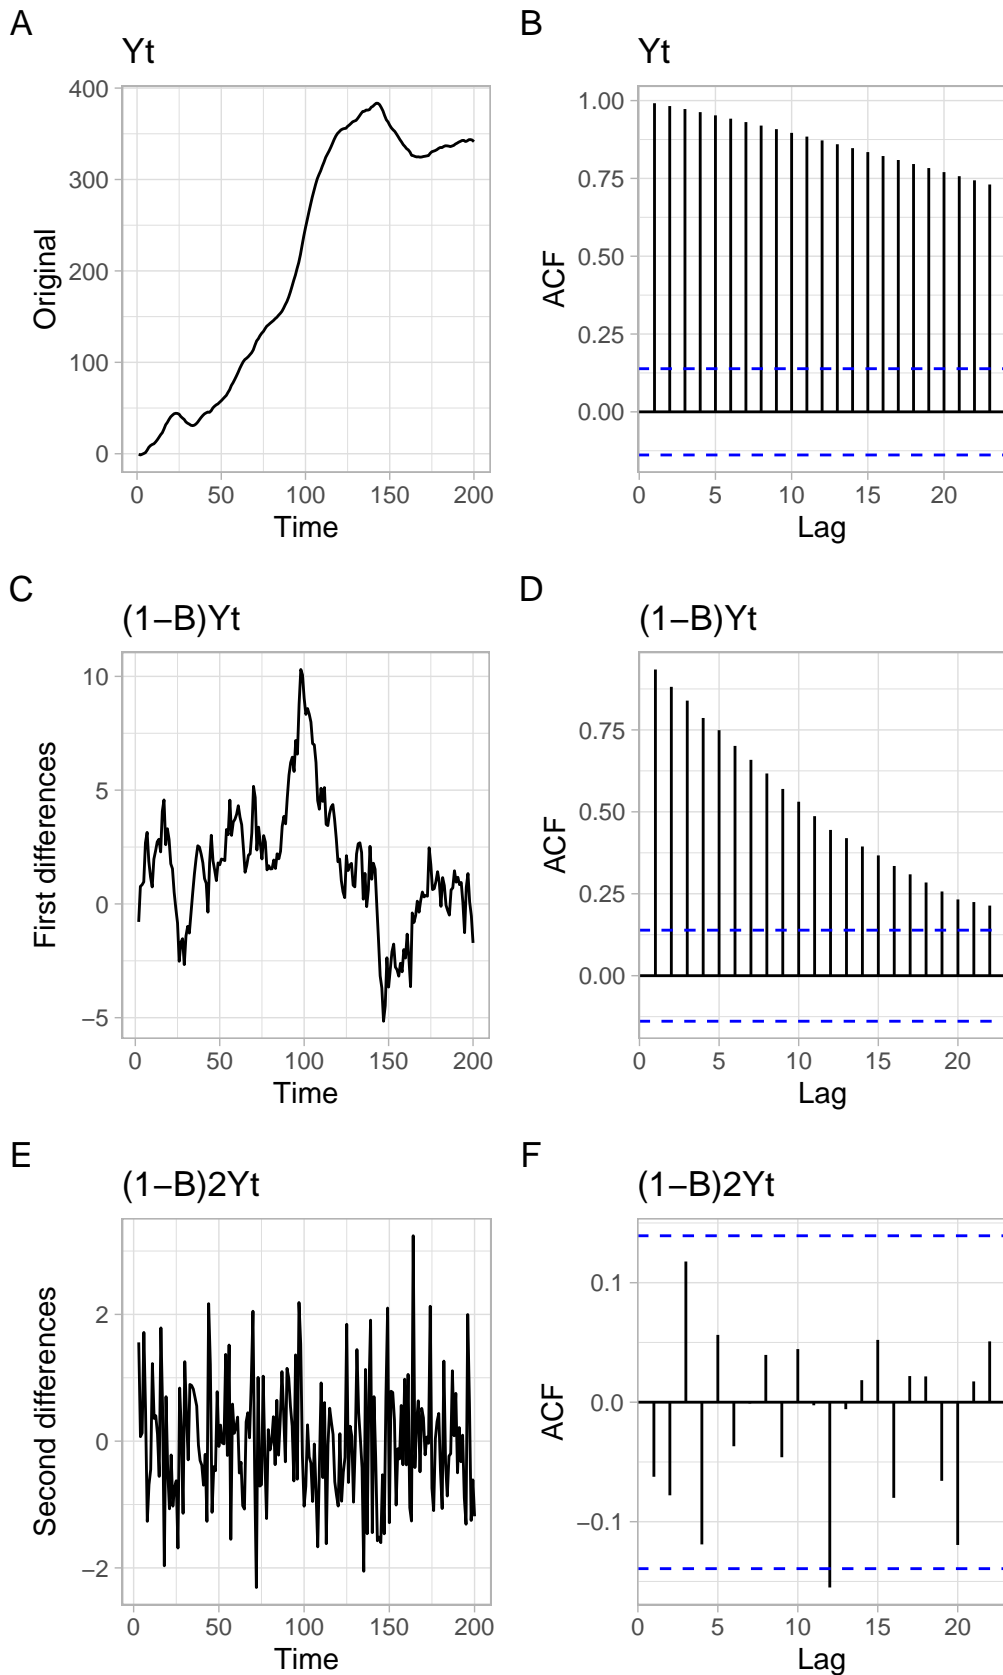 A
Yt
Original
400
300
200
100
0
0 50 100 150 200
Time
B
Yt
ACF
1.00
0.75
0.50
0.25
0.00
0 5 10 15 20
Lag
C
(1−B)Yt
First differences
10
5
0
−5
0 50 100 150 200
Time
D
(1−B)Yt
ACF
0.75
0.50
0.25
0.00
0 5 10 15 20
Lag
E
(1−B)2Yt
Second differences
2
0
−2
0 50 100 150 200
Time
F
(1−B)2Yt
ACF
0.1
0.0
−0.1
0 5 10 15 20
Lag